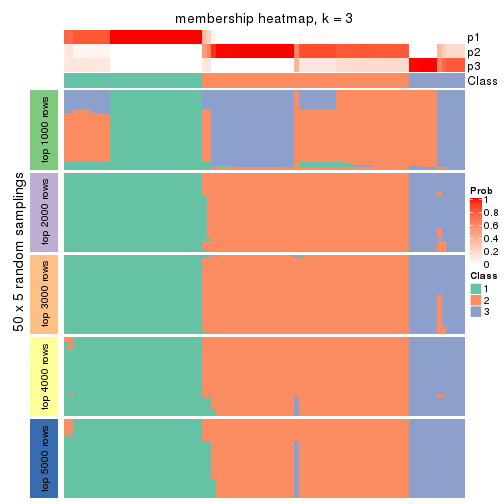 membership heatmap, k = 3
p1
p2
p3
Class
50 x 5 random samplings
top 1000 rows
top 2000 rows
top 3000 rows
top 4000 rows
top 5000 rows
Prob
1
0.8
0.6
0.4
0.2
0
Class
1
2
3